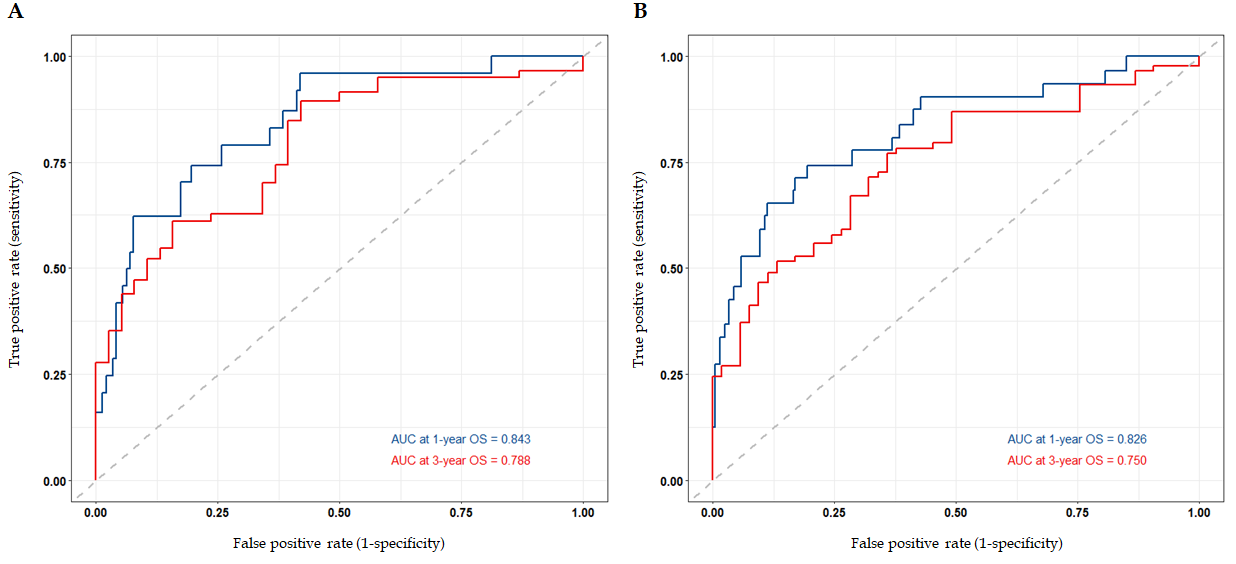 A
True positive rate (sensitivity)
1.00
0.75
0.50
0.25
0.00
AUC at 1-year OS = 0.843
AUC at 3-year OS = 0.788
0.00 0.25 0.50 0.75 1.00
False positive rate (1-specificity)
B
True positive rate (sensitivity)
1.00
0.75
0.50
0.25
0.00
AUC at 1-year OS = 0.826
AUC at 3-year OS = 0.750
0.00 0.25 0.50 0.75 1.00
False positive rate (1-specificity)